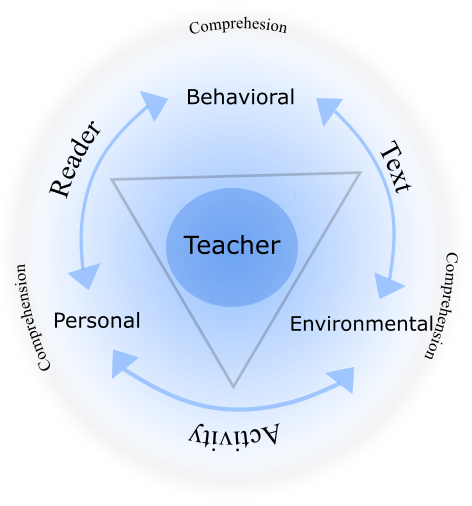 Comprehesion
Behavioral
Reader
Text
Teacher
Comprehension
Comprehension
Personal
Environmental
Activity